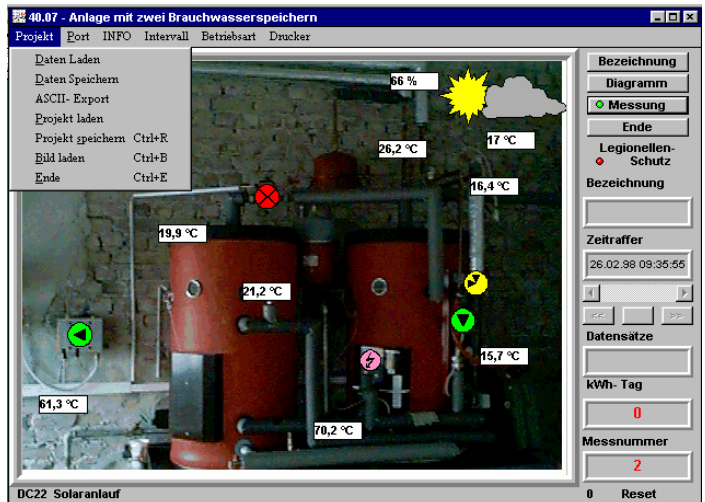 40.07 - Anlage mit zwei Brauchwasserspeichern
Projekt Port INFO Intervall Betriebsart Drucker
Daten Laden
Daten Speichern
ASCII- Export
Projekt laden
Projekt speichern Ctrl+R
Bild laden Ctrl+B
Ende Ctrl+E
66 %
17 °C
26,2 °C
16,4 °C
19,9 °C
21,2 °C
15,7 °C
61,3 °C
70,2 °C
Bezeichnung
Diagramm
Messung
Ende
Legionellen-
Schutz
Bezeichnung
Zeitraffer
26.02.98 09:35:55
<< >>
Datensätze
kWh- Tag
0
Messnummer
2
DC22 Solaranlauf 0 Reset